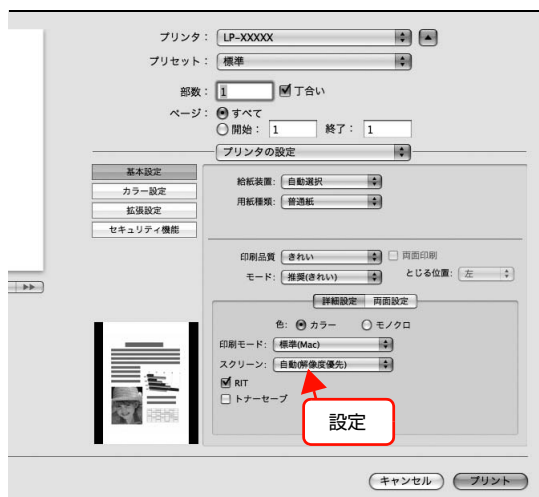 プリンタ： LP-XXXXX
プリセット： 標準
部数： 1 丁合い
ページ： すべて
開始： 1 終了： 1
プリンタの設定
基本設定
カラー設定
拡張設定
セキュリティ機能
給紙装置: 自動選択
用紙種類: 普通紙
印刷品質 きれい 両面印刷
モード: 推奨(きれい) とじる位置: 左
詳細設定 両面設定
色: カラー モノクロ
印刷モード: 標準(Mac)
スクリーン: 自動(解像度優先)
RIT
トナーセーブ
設定
キャンセル プリント